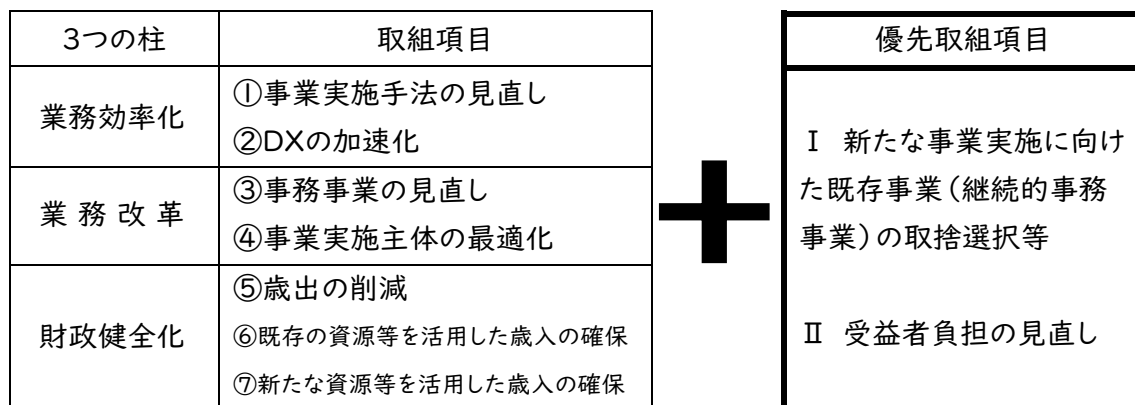 3つの柱
取組項目
業務効率化
①事業実施手法の見直し
②DXの加速化
業務改革
③事務事業の見直し
④事業実施主体の最適化
財政健全化
⑤歳出の削減
⑥既存の資源等を活用した歳入の確保
⑦新たな資源等を活用した歳入の確保
優先取組項目
Ⅰ 新たな事業実施に向け
た既存事業(継続的事務
事業)の取捨選択等
Ⅱ 受益者負担の見直し